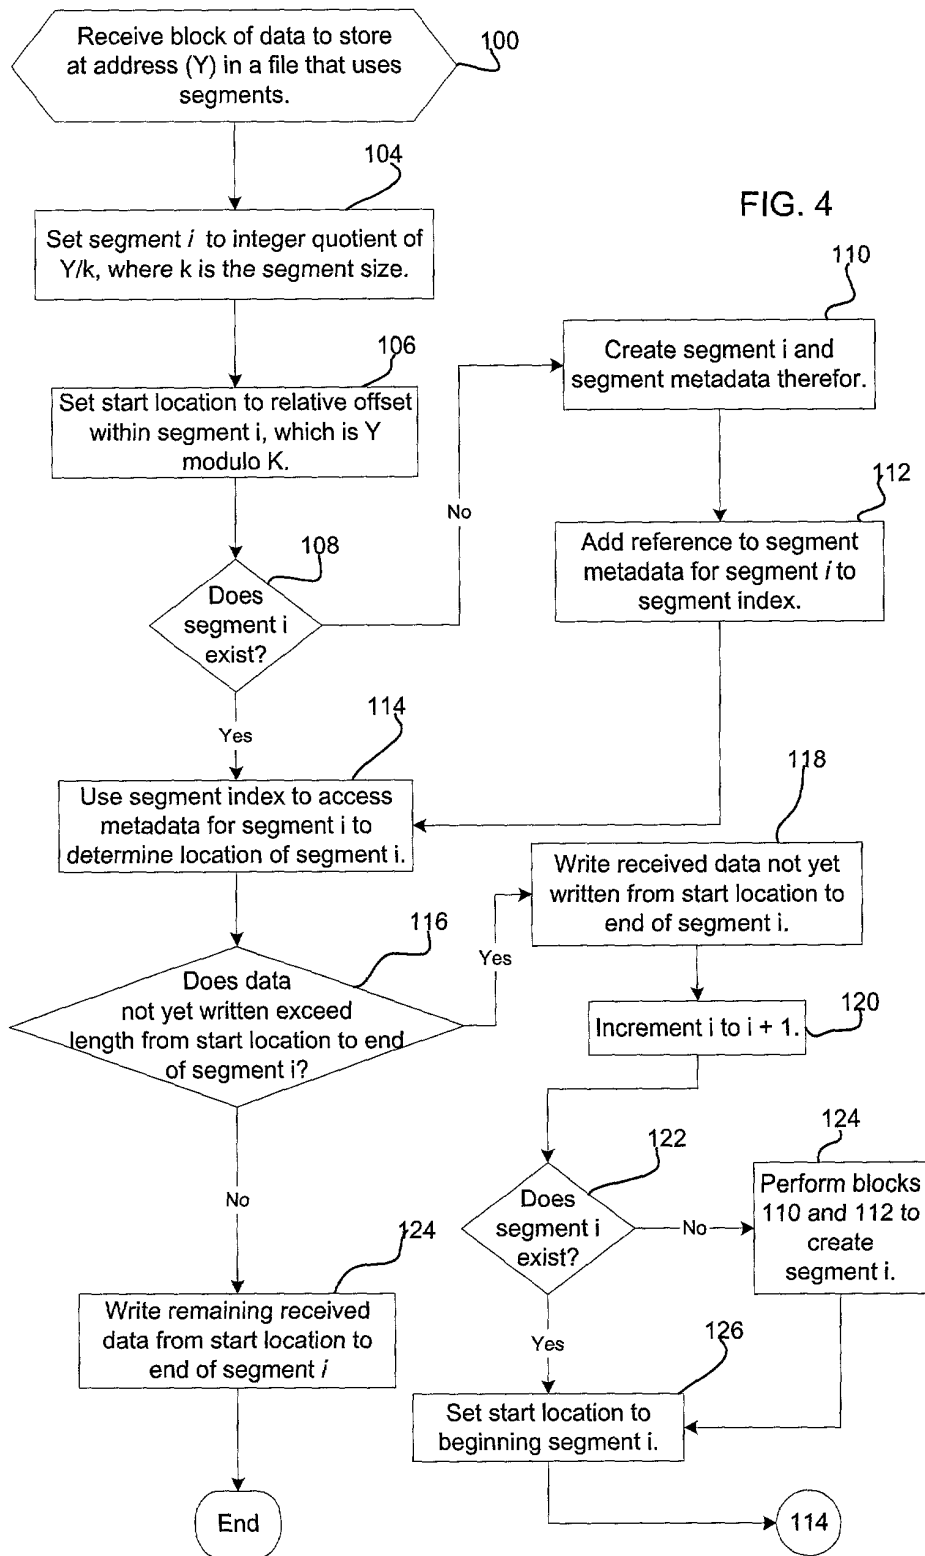 Receive block of data to store
at address (Y) in a file that uses
segments.
100
104
FIG. 4
Set segment i to integer quotient of
Y/k, where k is the segment size.
110
Create segment i and
segment metadata therefor.
106
Set start location to relative offset
within segment i, which is Y
modulo K.
112
No
Add reference to segment
metadata for segment i to
segment index.
108
Does
segment i
exist?
Yes
114
Use segment index to access
metadata for segment i to
determine location of segment i.
118
Write received data not yet
written from start location to
end of segment i.
116
Yes
Does data
not yet written exceed
length from start location to end
of segment i?
Increment i to i + 1.
120
122
124
Does
segment i
exist?
No
Perform blocks
110 and 112 to
create
segment i.
No
124
Write remaining received
data from start location to
end of segment i
Yes
126
Set start location to
beginning segment i.
End
114